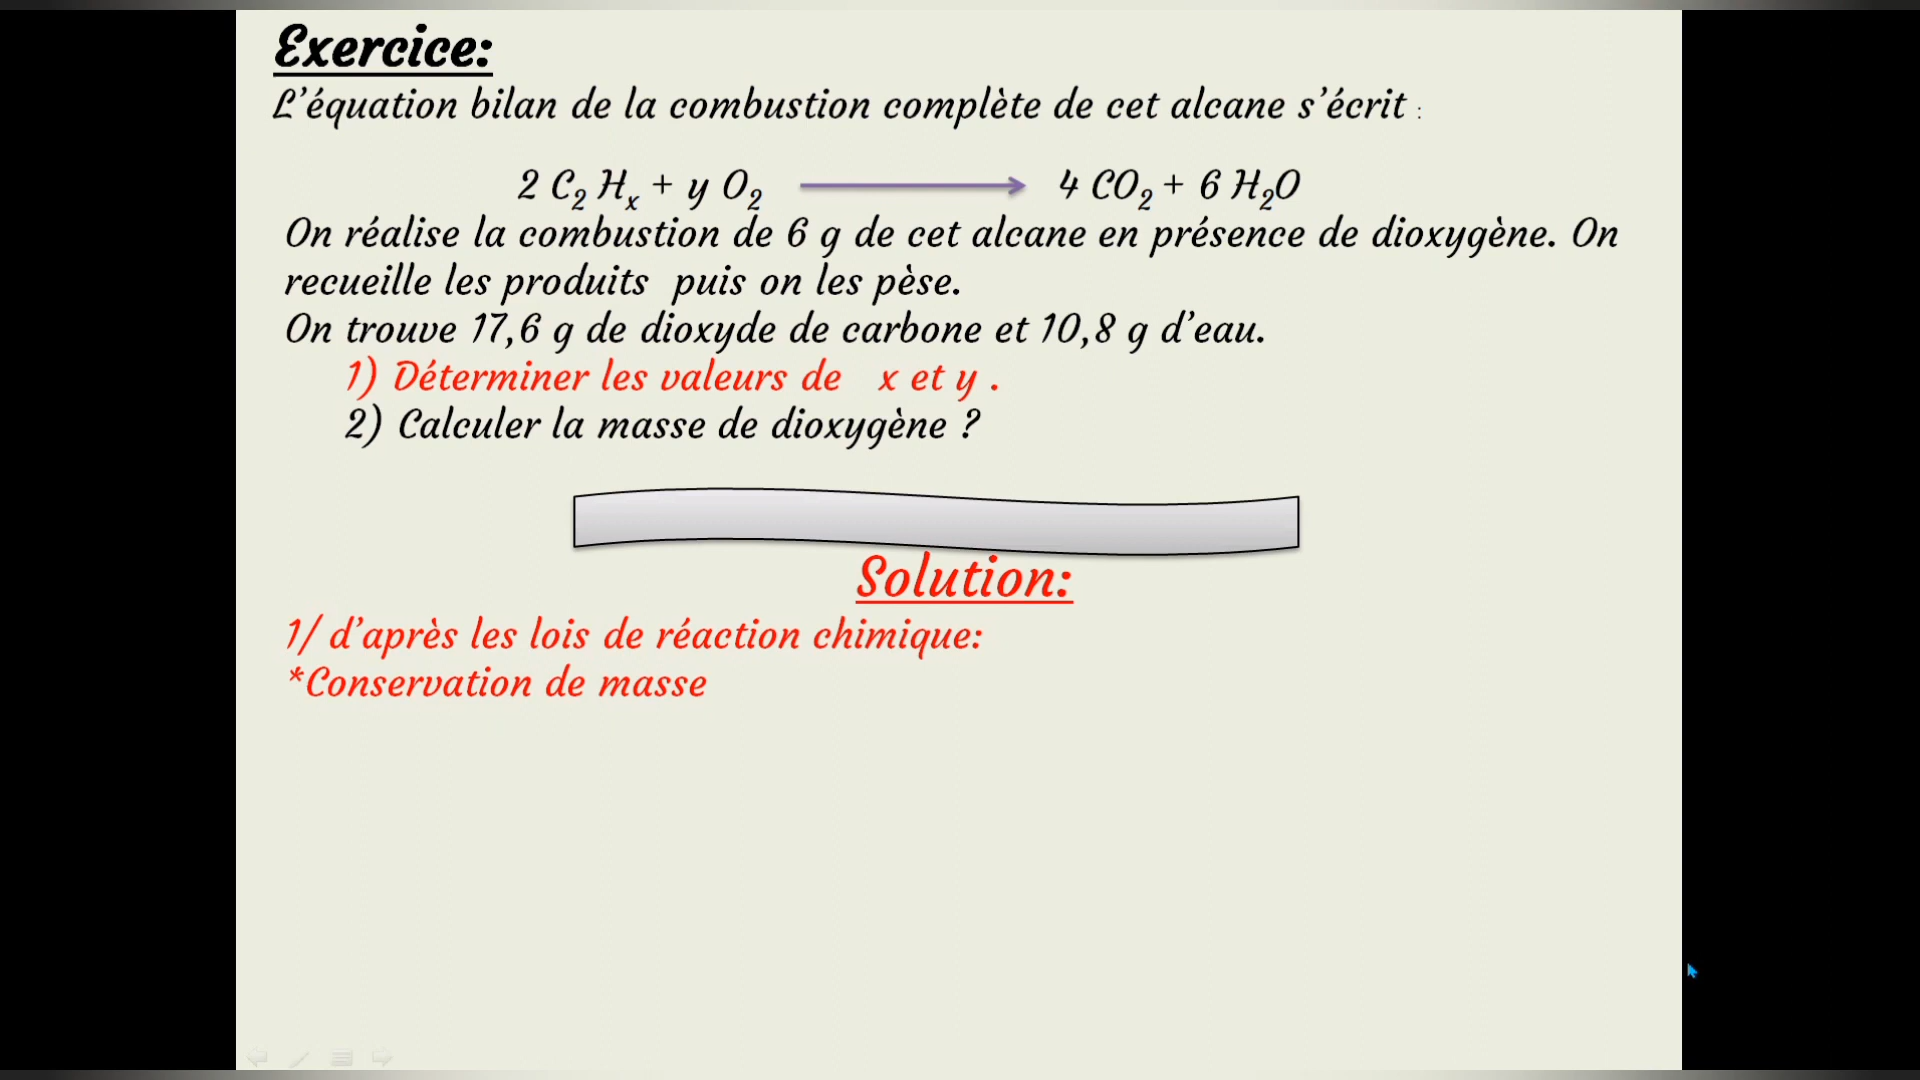 Exercice:
L’équation bilan de la combustion complète de cet alcane s’écrit :
2 C₂ Hₓ + y O₂ → 4 CO₂ + 6 H₂O
On réalise la combustion de 6 g de cet alcane en présence de dioxygène. On
recueille les produits puis on les pèse.
On trouve 17,6 g de dioxyde de carbone et 10,8 g d’eau.
1) Déterminer les valeurs de x et y .
2) Calculer la masse de dioxygène ?
Solution:
1/ d’après les lois de réaction chimique:
*Conservation de masse